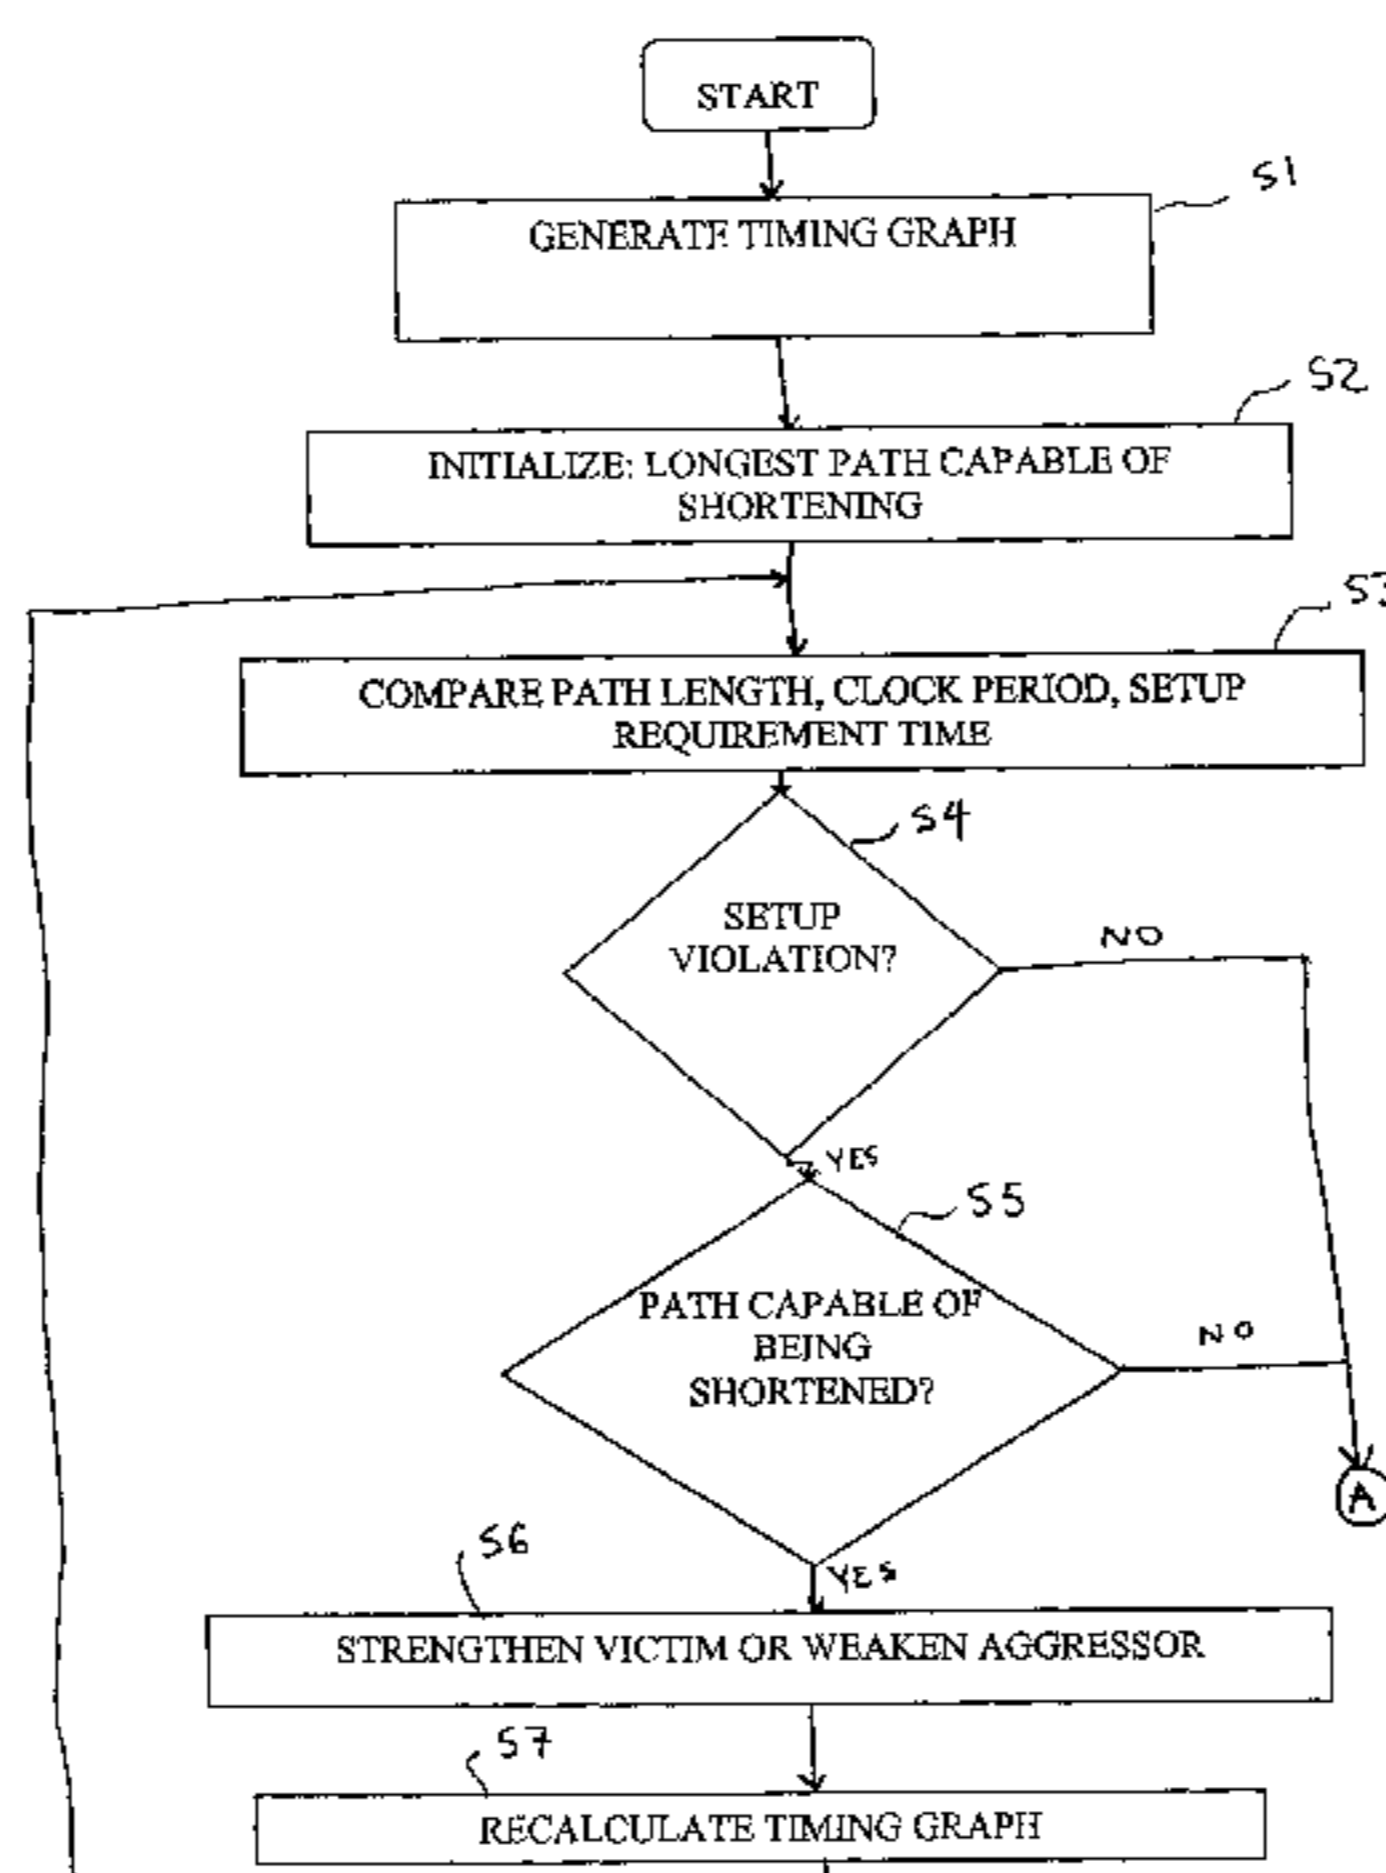 START
S1
GENERATE TIMING GRAPH
S2
INITIALIZE: LONGEST PATH CAPABLE OF
SHORTENING
S3
COMPARE PATH LENGTH, CLOCK PERIOD, SETUP
REQUIREMENT TIME
S4
SETUP
VIOLATION?
NO
YES
S5
PATH CAPABLE OF
BEING
SHORTENED?
NO
A
YES
S6
STRENGTHEN VICTIM OR WEAKEN AGGRESSOR
S7
RECALCULATE TIMING GRAPH